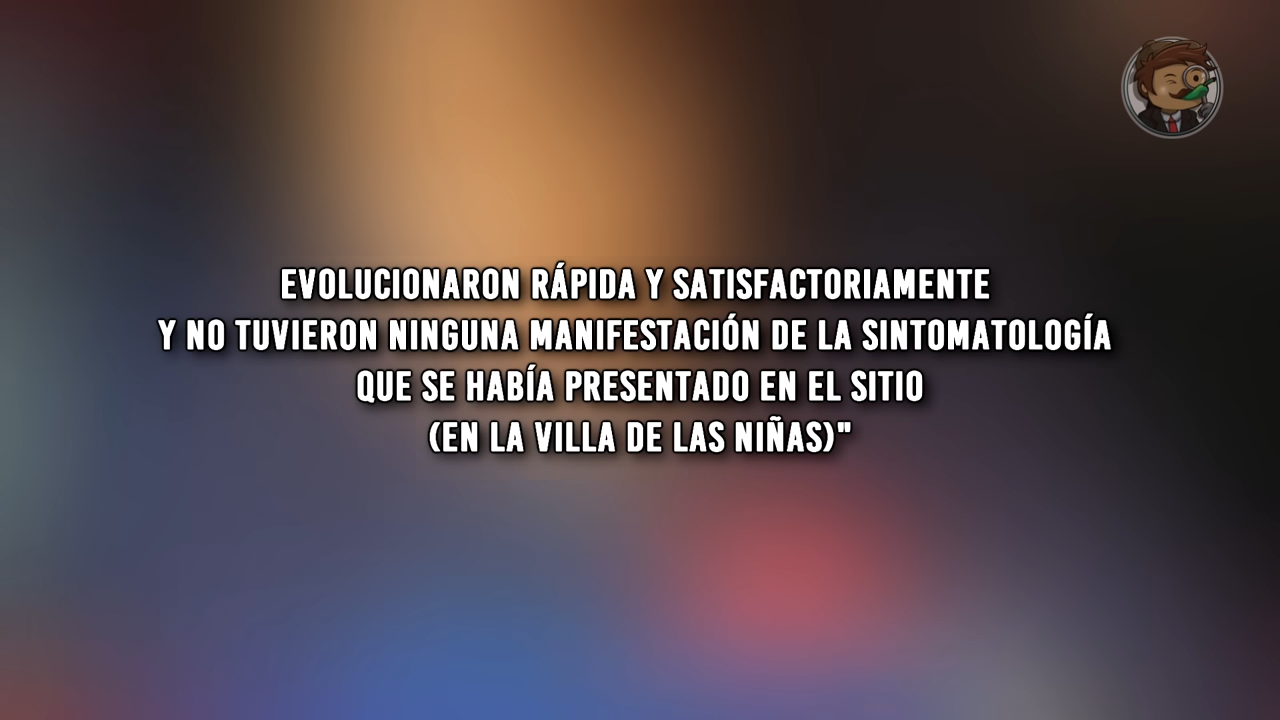 EVOLUCIONARON RÁPIDA Y SATISFACTORIAMENTE
Y NO TUVIERON NINGUNA MANIFESTACIÓN DE LA SINTOMATOLOGÍA
QUE SE HABÍA PRESENTADO EN EL SITIO
(EN LA VILLA DE LAS NIÑAS)"